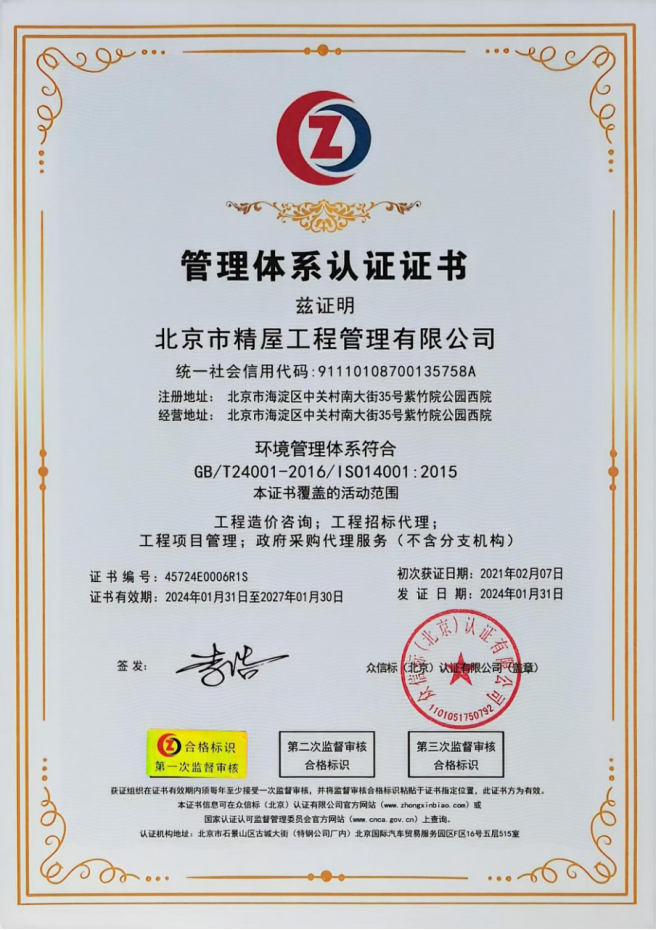 Z
管理体系认证证书
兹证明
北京市精屋工程管理有限公司
统一社会信用代码:91110108700135758A
注册地址: 北京市海淀区中关村南大街35号紫竹院公园西院
经营地址: 北京市海淀区中关村南大街35号紫竹院公园西院
环境管理体系符合
GB/T24001-2016/ISO14001:2015
本证书覆盖的活动范围
工程造价咨询；工程招标代理；
工程项目管理；政府采购代理服务（不含分支机构）
证书编号: 45724E0006R1S
初次获证日期: 2021年02月07日
证书有效期: 2024年01月31日至2027年01月30日
发证日期: 2024年01月31日
签发:
李浩
众信标（北京）认证有限公司（盖章）
众信标（北京）认证有限公司
1101051750792
Z 合格标识
第一次监督审核
第二次监督审核
合格标识
第三次监督审核
合格标识
获证组织在证书有效期内须每年至少接受一次监督审核，并将监督审核合格标识粘贴于证书指定位置，此证书方为有效。
本证书信息可在众信标（北京）认证有限公司官方网站（www.zhongxinbiao.com）或
国家认证认可监督管理委员会官方网站（www.cnca.gov.cn）上查询。
认证机构地址: 北京市石景山区古城大街（特钢公司厂内）北京国际汽车贸易服务园区F区16号五层515室